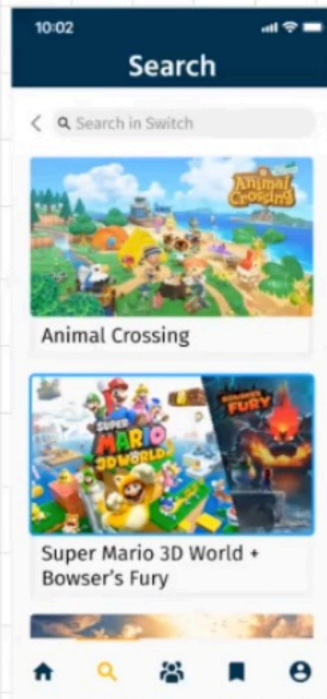 10:02
Search
Search in Switch
Animal
Crossing
Animal Crossing
SUPER
MARIO
3D WORLD
BOWSER'S
FURY
Super Mario 3D World +
Bowser's Fury